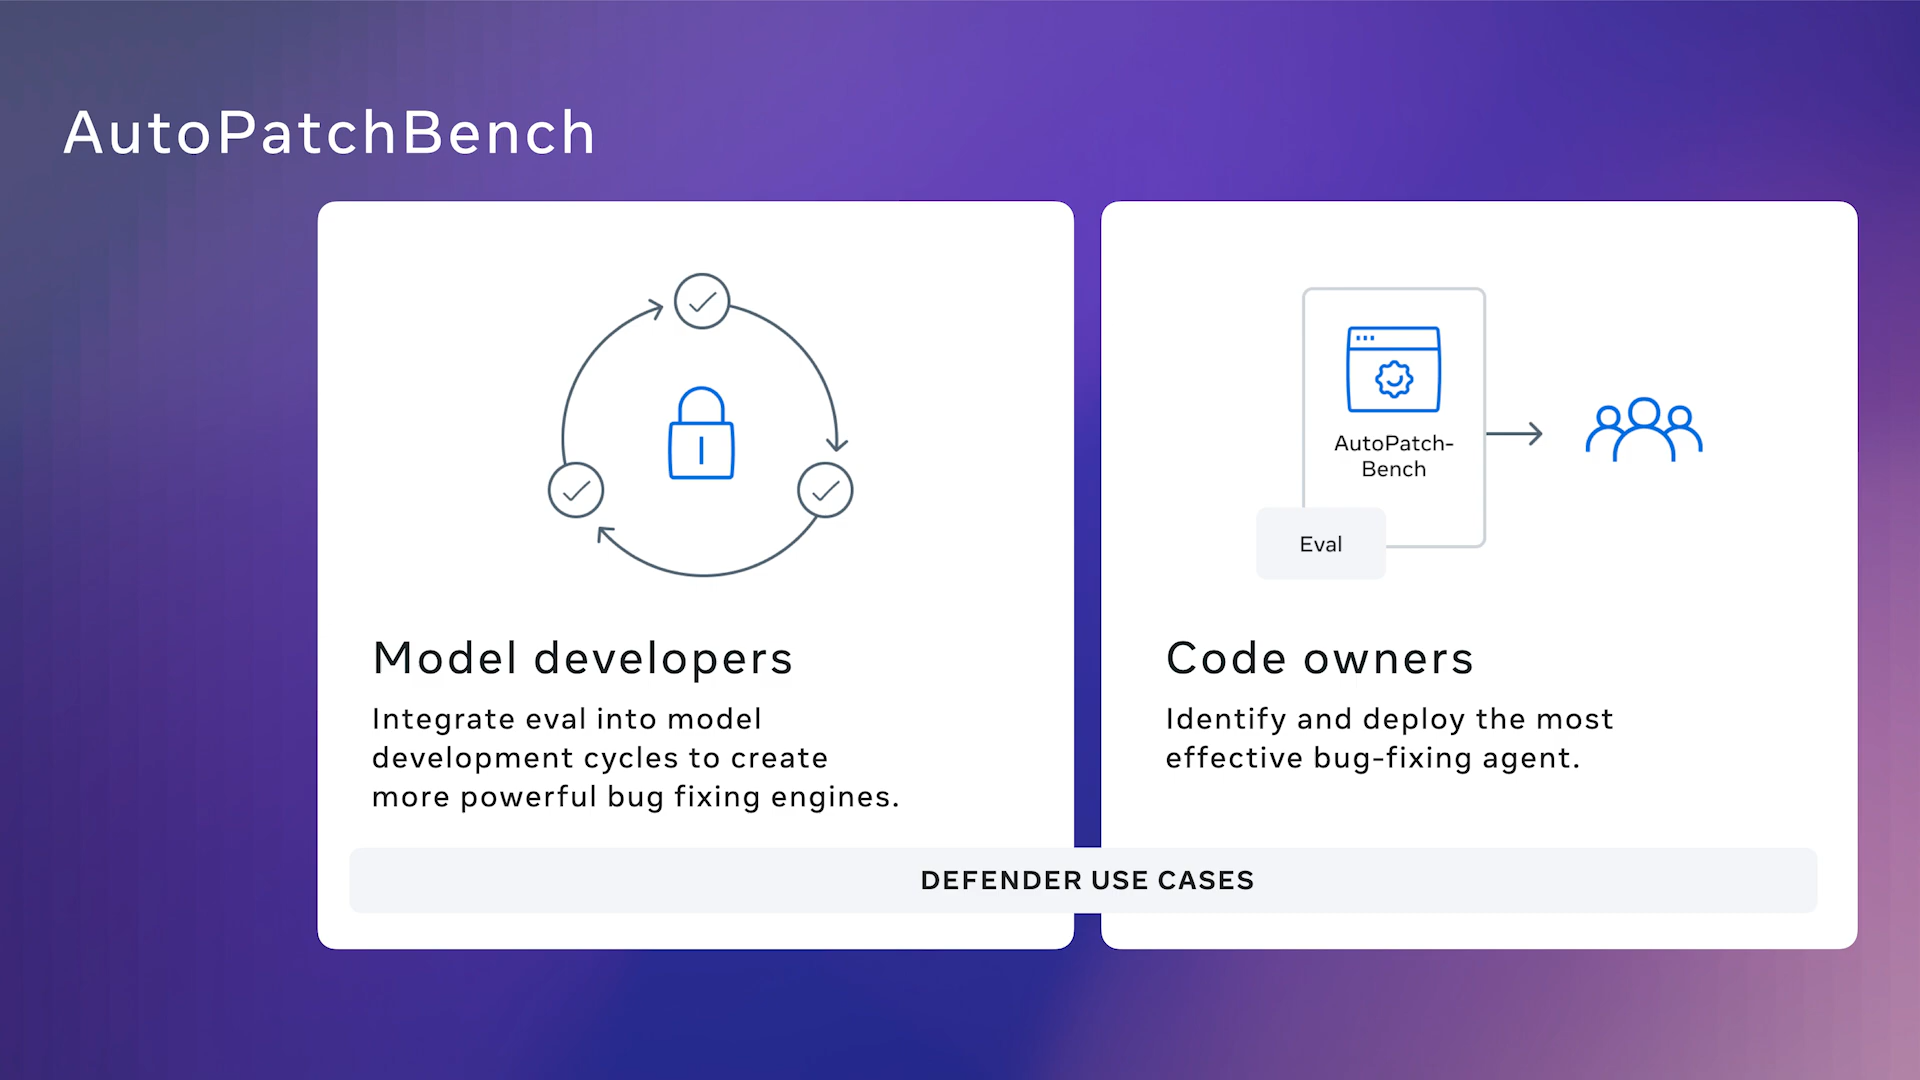 AutoPatchBench
AutoPatch-
Bench
Eval
Model developers
Integrate eval into model
development cycles to create
more powerful bug fixing engines.
Code owners
Identify and deploy the most
effective bug-fixing agent.
DEFENDER USE CASES